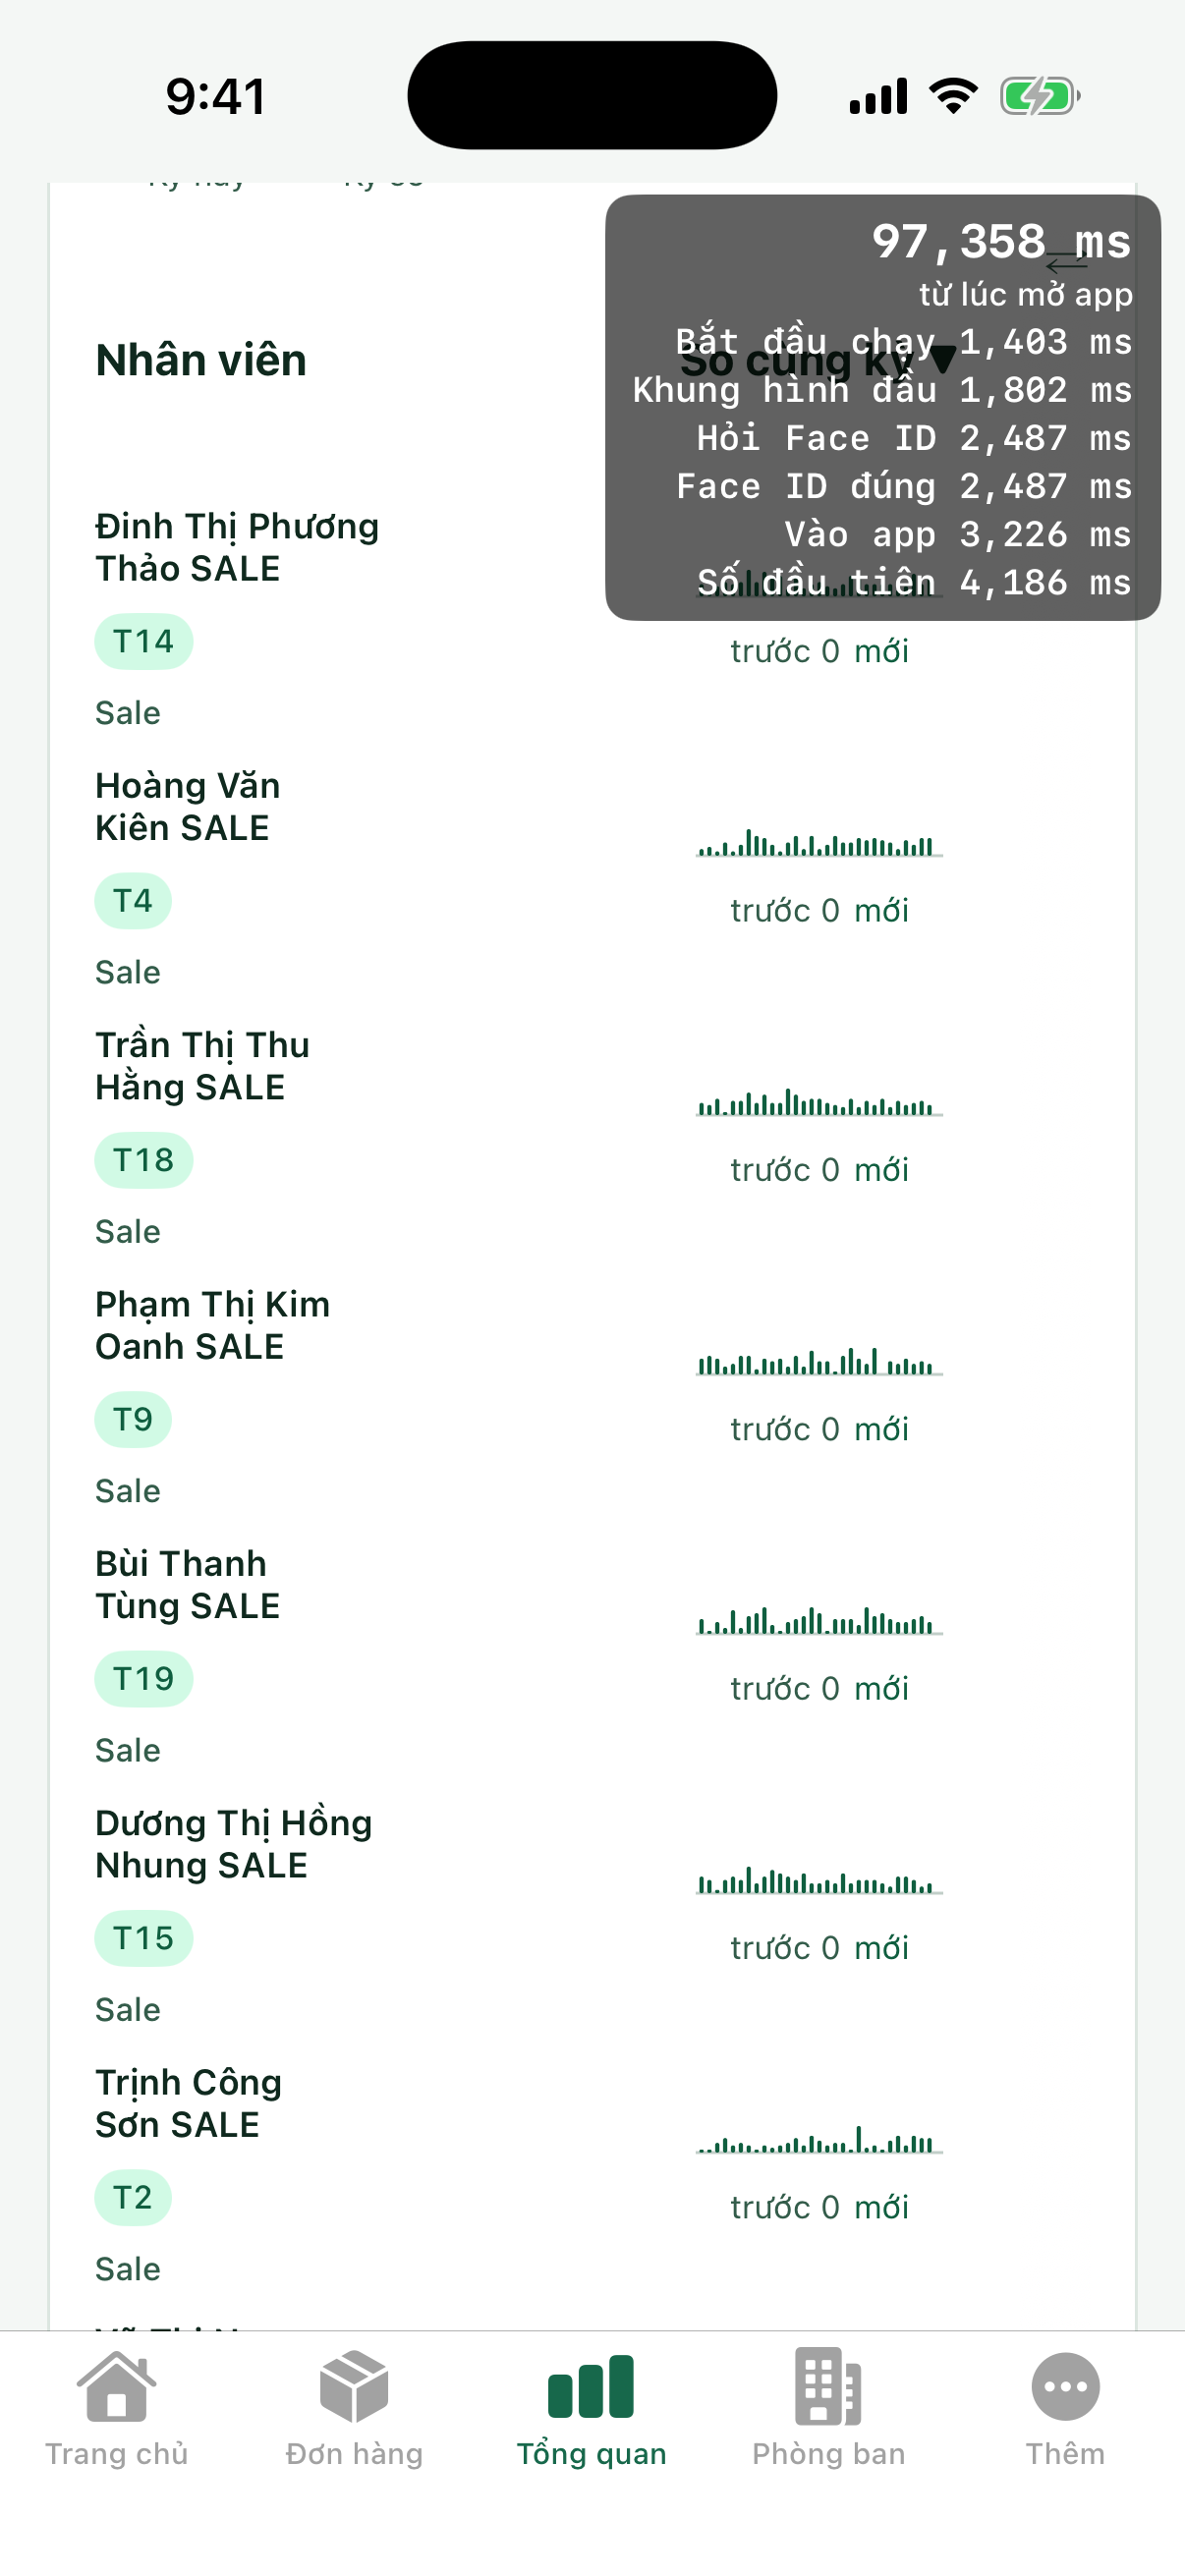 9:41
97,358 ms
từ lúc mở app
Bắt đầu chạy 1,403 ms
Khung hình đầu 1,802 ms
Hỏi Face ID 2,487 ms
Face ID đúng 2,487 ms
Vào app 3,226 ms
Số đầu tiên 4,186 ms
Nhân viên
So cùng kỳ ▼
Đinh Thị Phương
Thảo SALE
T14
trước 0 mới
Sale
Hoàng Văn
Kiên SALE
T4
trước 0 mới
Sale
Trần Thị Thu
Hằng SALE
T18
trước 0 mới
Sale
Phạm Thị Kim
Oanh SALE
T9
trước 0 mới
Sale
Bùi Thanh
Tùng SALE
T19
trước 0 mới
Sale
Dương Thị Hồng
Nhung SALE
T15
trước 0 mới
Sale
Trịnh Công
Sơn SALE
T2
trước 0 mới
Sale
Trang chủ
Đơn hàng
Tổng quan
Phòng ban
Thêm